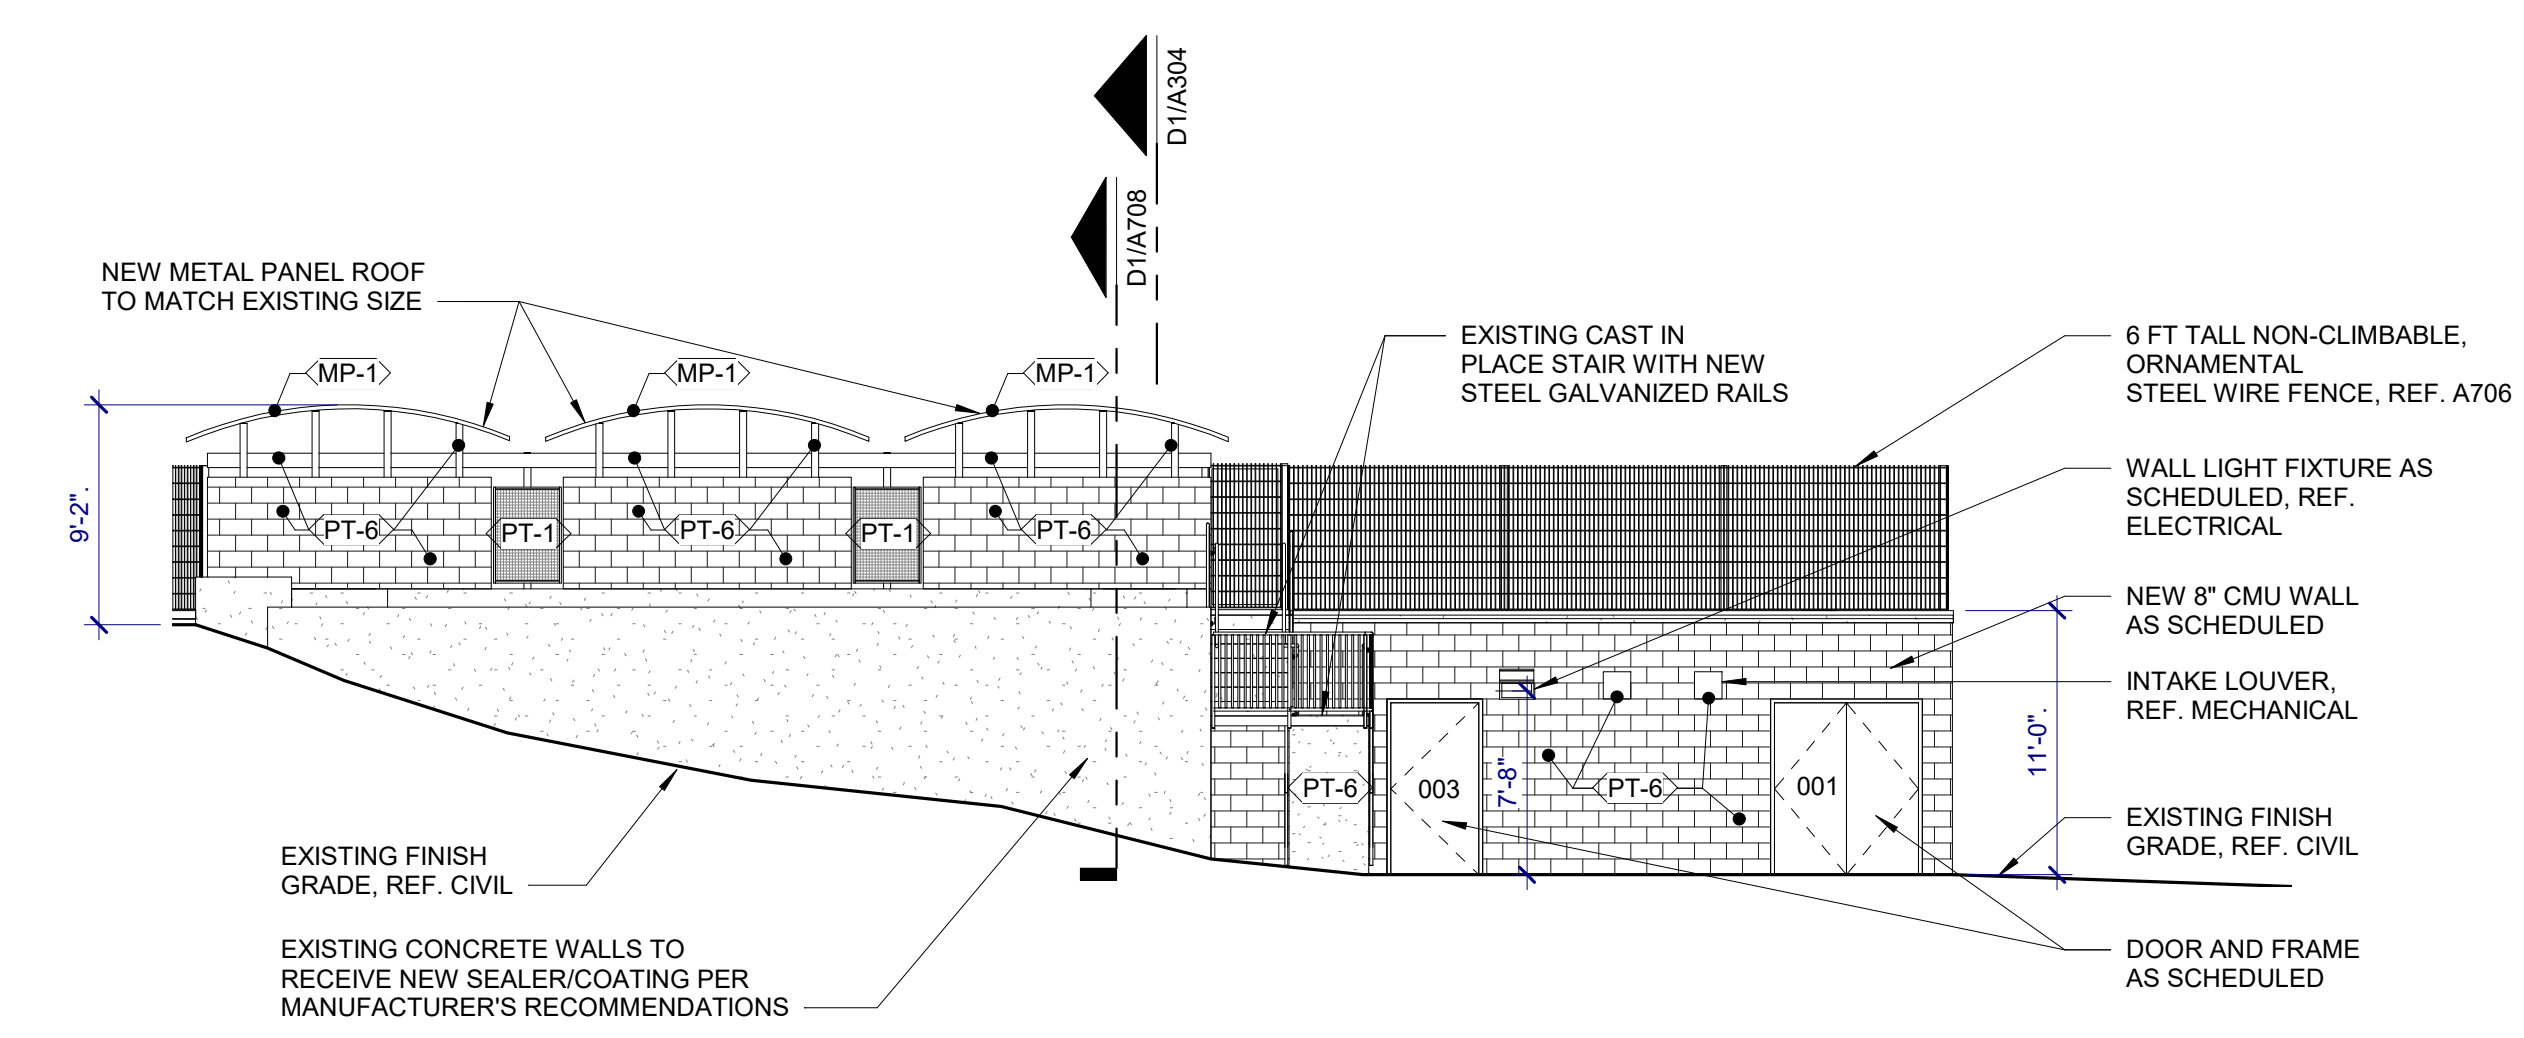 D1/A304
D1/A708
NEW METAL PANEL ROOF
TO MATCH EXISTING SIZE
EXISTING CAST IN
PLACE STAIR WITH NEW
STEEL GALVANIZED RAILS
6 FT TALL NON-CLIMBABLE,
ORNAMENTAL
STEEL WIRE FENCE, REF. A706
MP-1
MP-1
MP-1
WALL LIGHT FIXTURE AS
SCHEDULED, REF.
ELECTRICAL
9'-2".
PT-6
PT-1
PT-6
PT-1
PT-6
NEW 8" CMU WALL
AS SCHEDULED
INTAKE LOUVER,
REF. MECHANICAL
11'-0".
PT-6
003
7'-8"
PT-6
001
EXISTING FINISH
GRADE, REF. CIVIL
EXISTING FINISH
GRADE, REF. CIVIL
EXISTING CONCRETE WALLS TO
RECEIVE NEW SEALER/COATING PER
MANUFACTURER'S RECOMMENDATIONS
DOOR AND FRAME
AS SCHEDULED